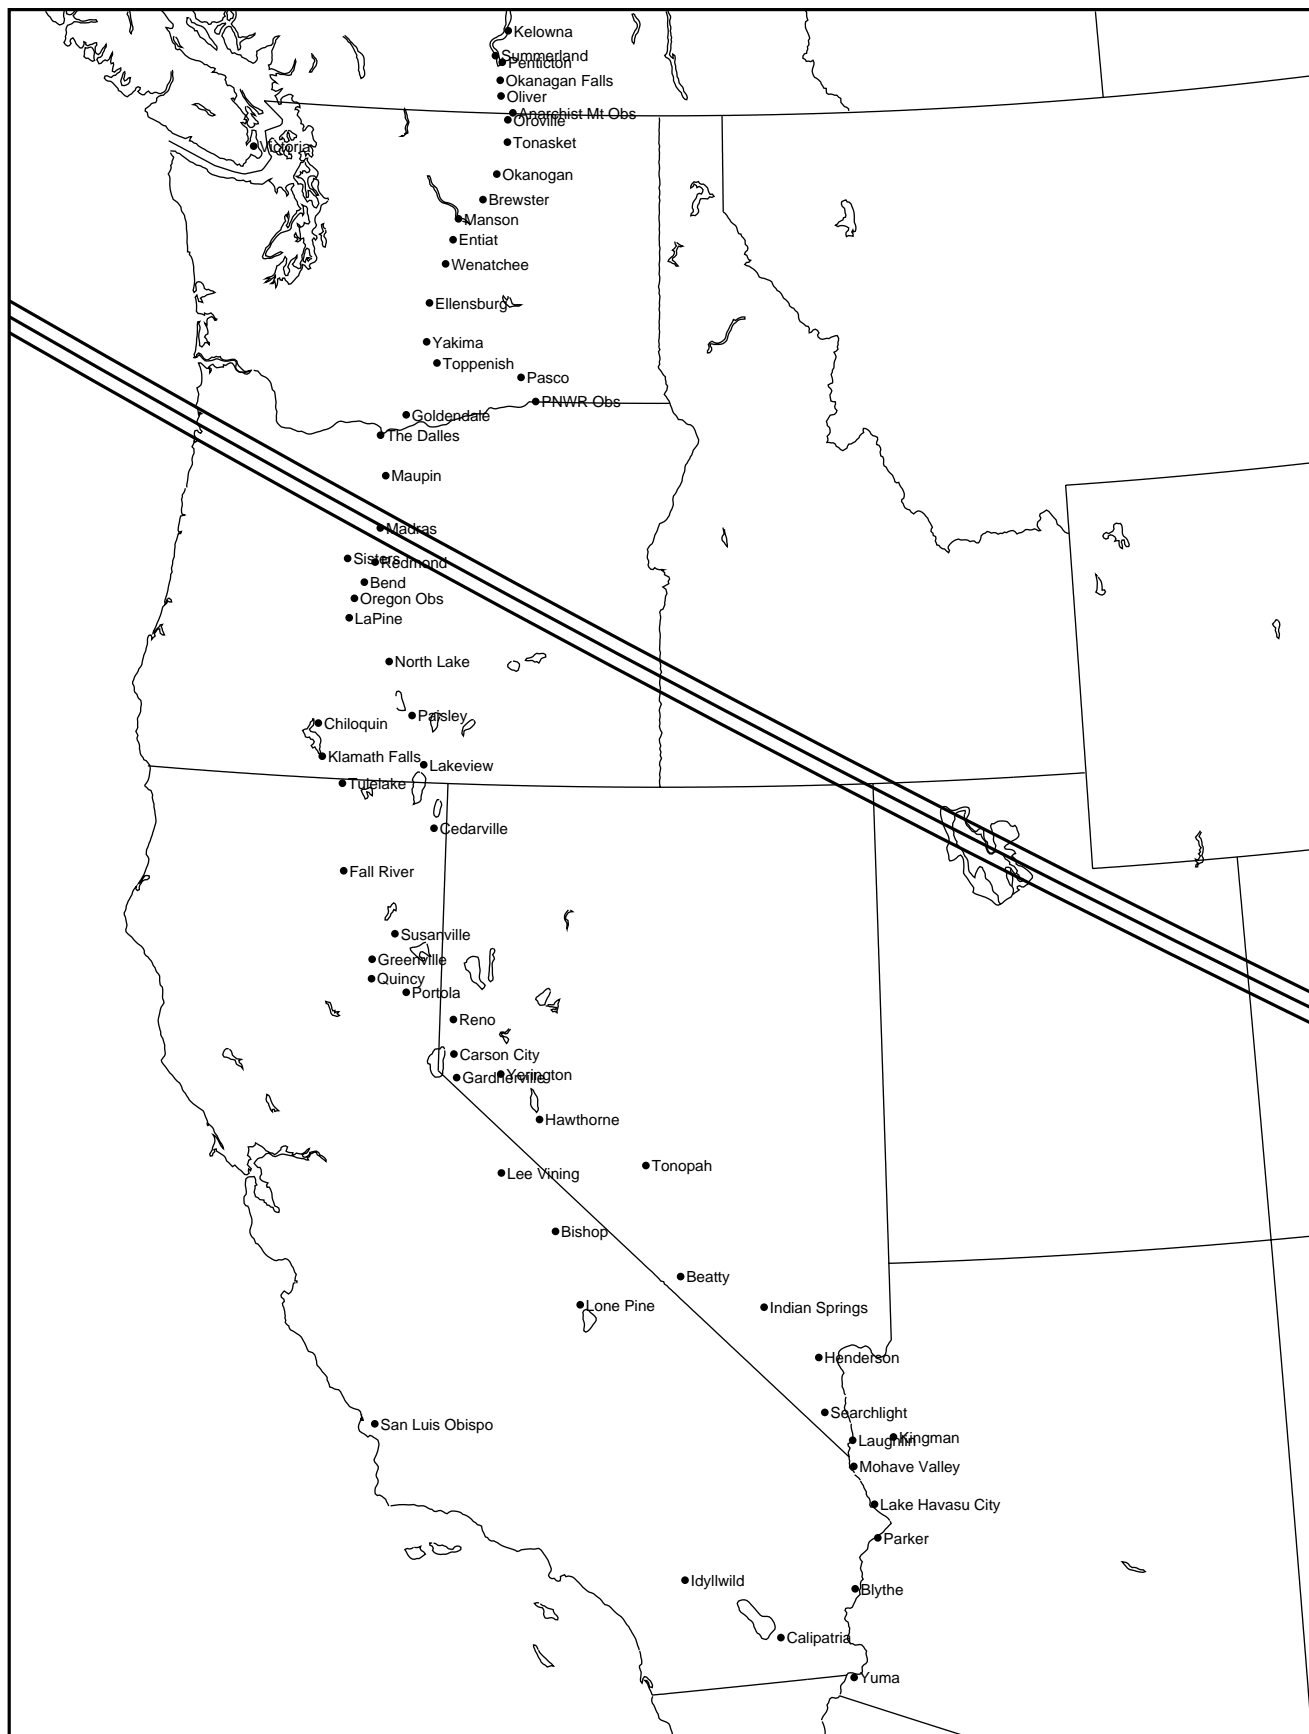 Kelowna
Summerland
Penticton
Okanagan Falls
Oliver
Anarchist Mt Obs
Oroville
Tonasket
Victoria
Okanogan
Brewster
Manson
Entiat
Wenatchee
Ellensburg
Yakima
Toppenish
Pasco
PNWR Obs
Goldendale
The Dalles
Maupin
Madras
Sisters
Redmond
Bend
Oregon Obs
LaPine
North Lake
Paisley
Chiloquin
Klamath Falls
Lakeview
Tulelake
Cedarville
Fall River
Susanville
Greenville
Quincy
Portola
Reno
Carson City
Yerington
Gardnerville
Hawthorne
Tonopah
Lee Vining
Bishop
Beatty
Lone Pine
Indian Springs
Henderson
Searchlight
San Luis Obispo
Kingman
Laughlin
Mohave Valley
Lake Havasu City
Parker
Idyllwild
Blythe
Calipatria
Yuma